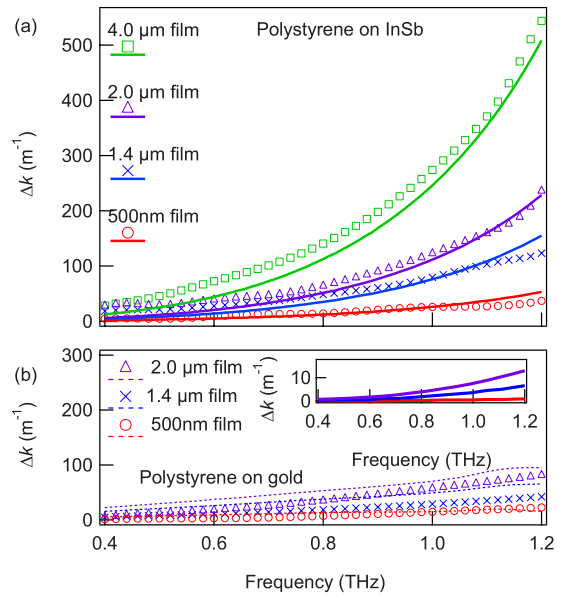 (a)
Polystyrene on InSb
4.0 µm film
2.0 µm film
1.4 µm film
500nm film
500
400
300
200
100
0
Δk (m⁻¹)
(b)
300
200
100
0
Δk (m⁻¹)
2.0 µm film
1.4 µm film
500nm film
Polystyrene on gold
10
0
Δk (m⁻¹)
0.4 0.6 0.8 1.0 1.2
Frequency (THz)
0.4 0.6 0.8 1.0 1.2
Frequency (THz)